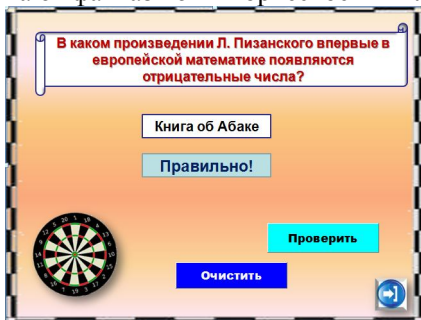 В каком произведении Л. Пизанского впервые в
европейской математике появляются
отрицательные числа?
Книга об Абаке
Правильно!
Проверить
Очистить